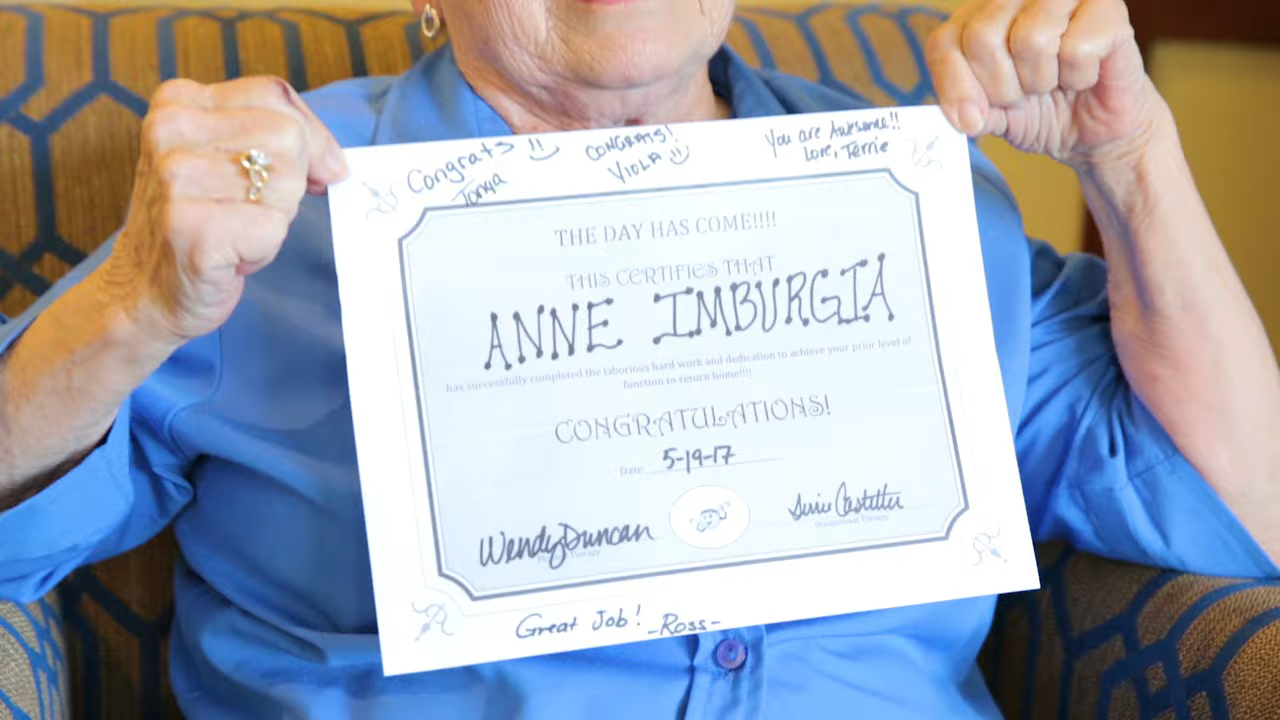 Congrats
Tonya
CONGRATS!
VIOLA
You are Awesome!!
Love, Terrie
THE DAY HAS COME!!!!
THIS CERTIFIES THAT
ANNE IMBURGIA
has successfully completed the laborious hard work and dedication to achieve your prior level of
function to return home!!!!
CONGRATULATIONS!
Date: 5-19-17
Wendy Duncan
Therapy
Castetter
Occupational Therapy
Great Job! -Ross-